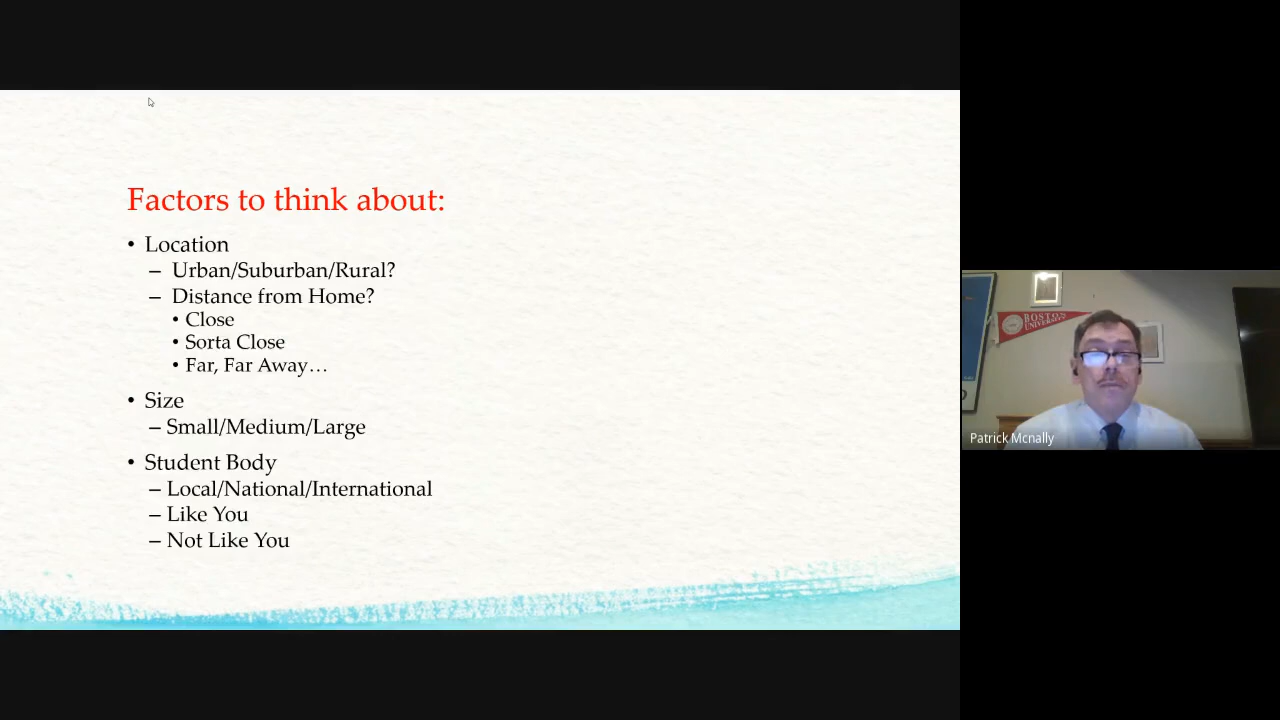 Factors to think about:
• Location
– Urban/Suburban/Rural?
– Distance from Home?
• Close
• Sorta Close
• Far, Far Away…
• Size
– Small/Medium/Large
• Student Body
– Local/National/International
– Like You
– Not Like You
BOSTON
UNIVERSITY
Patrick Mcnally